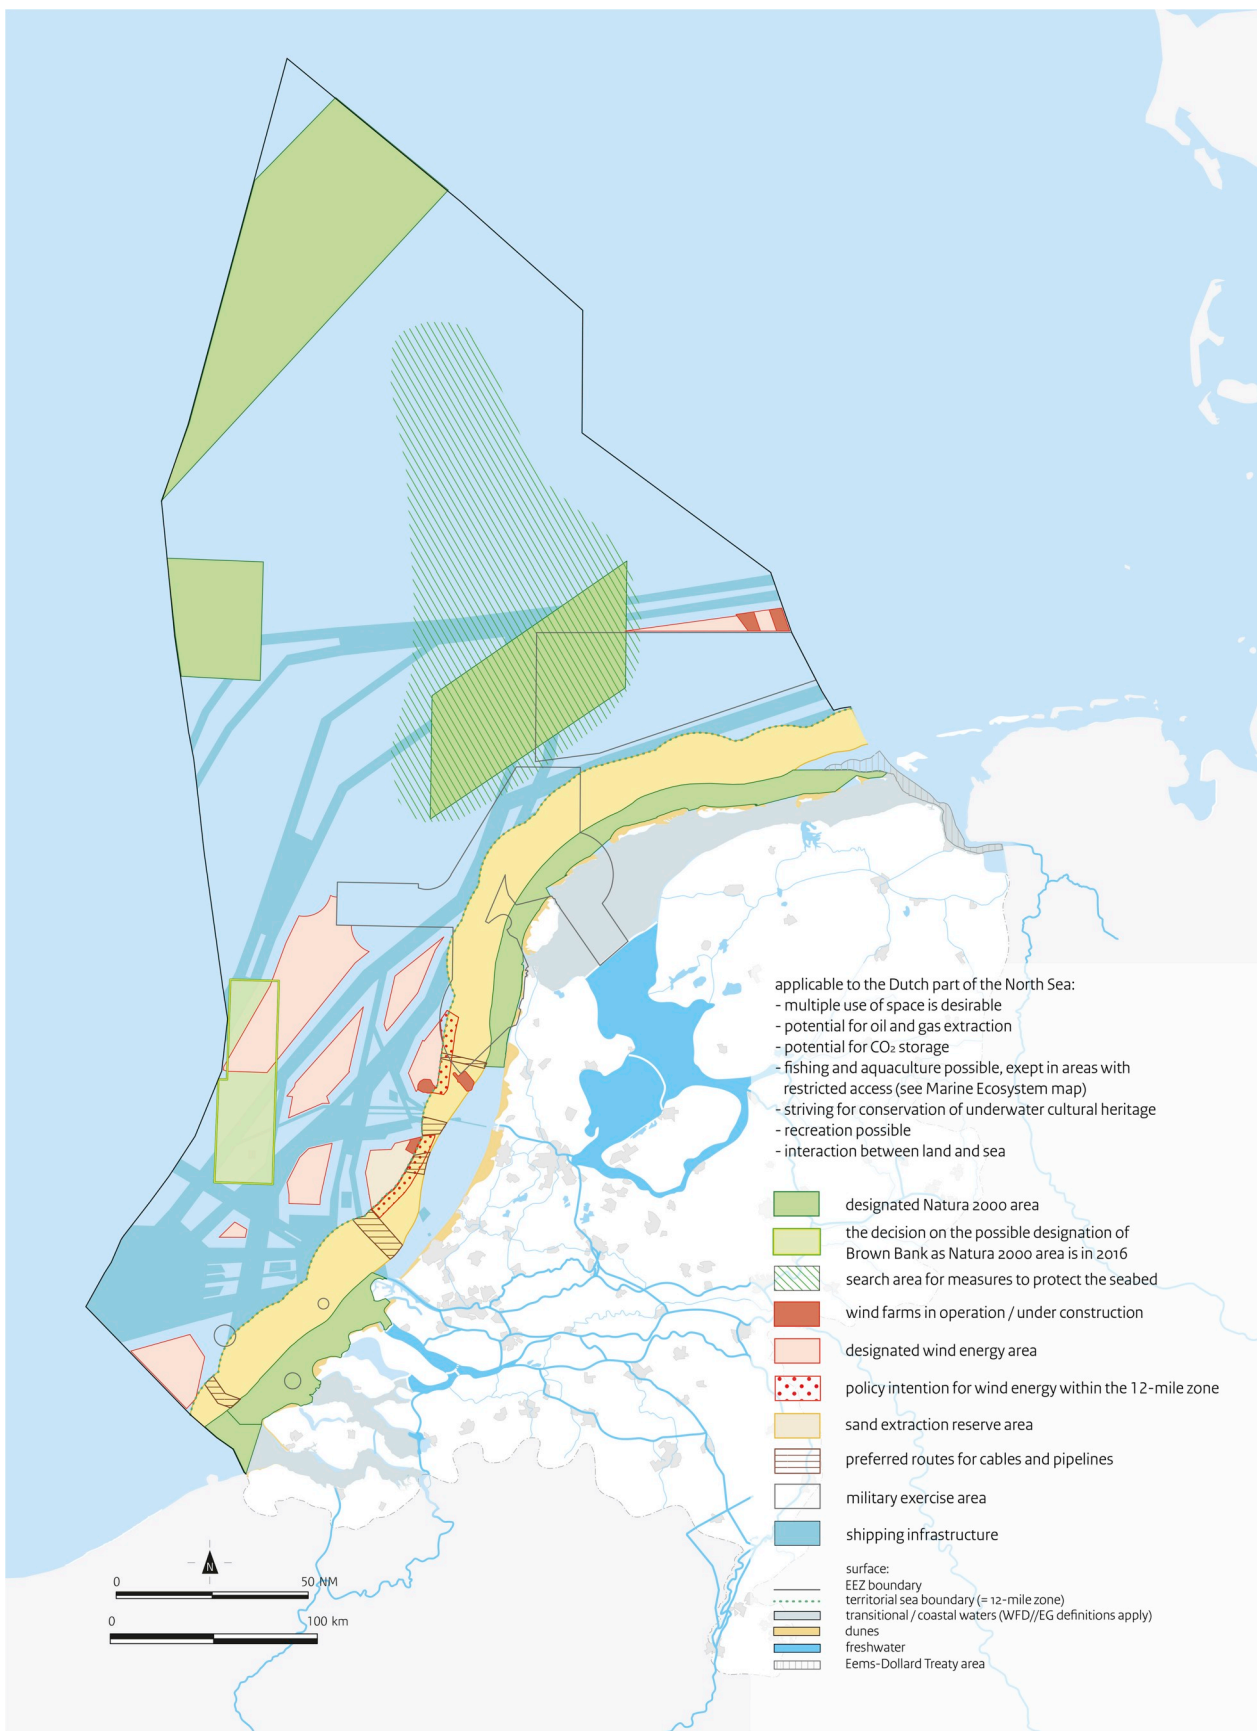 applicable to the Dutch part of the North Sea:
- multiple use of space is desirable
- potential for oil and gas extraction
- potential for CO₂ storage
- fishing and aquaculture possible, exept in areas with
restricted access (see Marine Ecosystem map)
- striving for conservation of underwater cultural heritage
- recreation possible
- interaction between land and sea
designated Natura 2000 area
the decision on the possible designation of
Brown Bank as Natura 2000 area is in 2016
search area for measures to protect the seabed
wind farms in operation / under construction
designated wind energy area
policy intention for wind energy within the 12-mile zone
sand extraction reserve area
preferred routes for cables and pipelines
military exercise area
shipping infrastructure
surface:
EEZ boundary
territorial sea boundary (= 12-mile zone)
transitional / coastal waters (WFD//EG definitions apply)
dunes
freshwater
Eems-Dollard Treaty area
N
0 50 NM
0 100 km